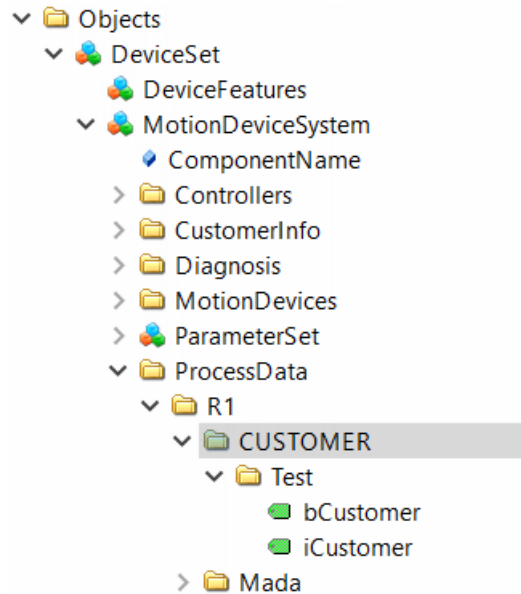 Objects
DeviceSet
DeviceFeatures
MotionDeviceSystem
ComponentName
Controllers
CustomerInfo
Diagnosis
MotionDevices
ParameterSet
ProcessData
R1
CUSTOMER
Test
bCustomer
iCustomer
Mada